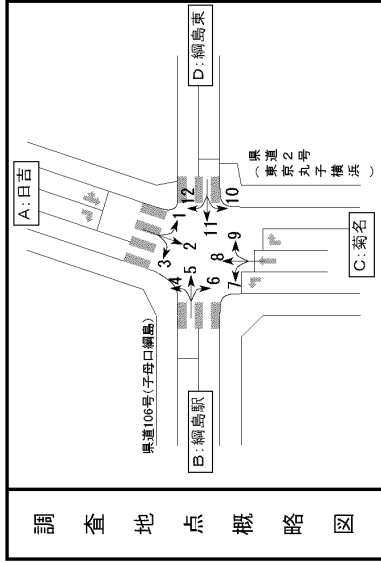 調査地点概略図
A:日吉
D:綱島東
県道106号(子母口綱島)
B:綱島駅
C:菊名
県道2号
(東京丸子横浜)
1
2
3
4
5
6
7
8
9
10
11
12